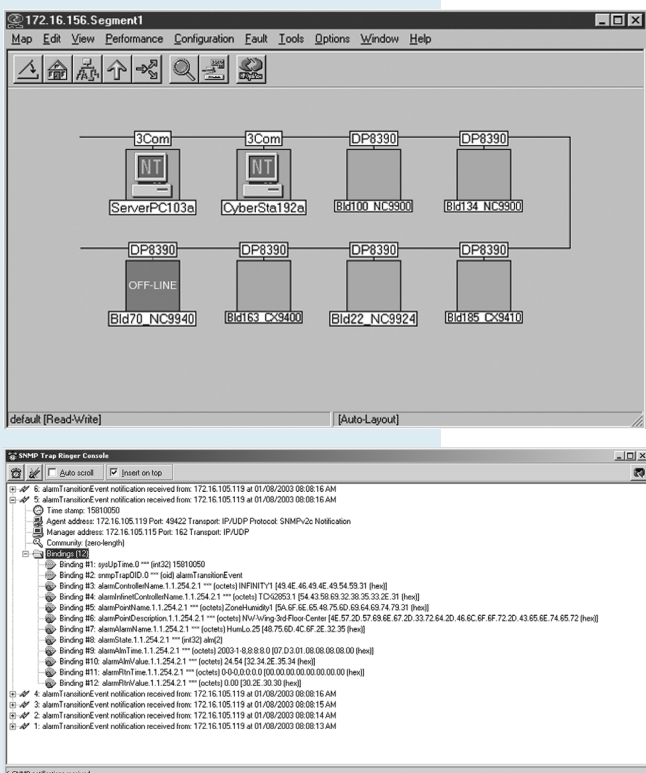 172.16.156.Segment1
Map Edit View Performance Configuration Fault Tools Options Window Help
3Com 3Com DP8390 DP8390
ServerPC103a CyberSta192a Bld100_NC9900 Bld134_NC9900
DP8390 DP8390 DP8390 DP8390
OFF-LINE
Bld70_NC9940 Bld163_CX9400 Bld22_NC9924 Bld185_CX9410
default [Read-Write] [Auto-Layout]
SNMP Trap Ringer Console
Auto scroll Insert on top
6: alarmTransitionEvent notification received from: 172.16.105.119 at 01/08/2003 08:08:16 AM
5: alarmTransitionEvent notification received from: 172.16.105.119 at 01/08/2003 08:08:16 AM
Time stamp: 15810050
Agent address: 172.16.105.119 Port: 49422 Transport: IP/UDP Protocol: SNMPv2c Notification
Manager address: 172.16.105.115 Port: 162 Transport: IP/UDP
Community: {zero-length}
Bindings (12)
Binding #1: sysUpTime.0 *** (int32) 15810050
Binding #2: snmpTrapOID.0 *** (oid) alarmTransitionEvent
Binding #3: alarmControllerName.1.1.254.2.1 *** (octets) INFINITY1 [49.4E.46.49.4E.49.54.59.31 (hex)]
Binding #4: alarmInfinetControllerName.1.1.254.2.1 *** (octets) [54.43.58.69.32.38.35.33.2E.31 (hex)]
Binding #5: alarmPointName.1.1.254.2.1 *** (octets) ZoneHumidity1 [5A.6F.6E.65.48.75.6D.69.64.69.74.79.31 (hex)]
Binding #6: alarmPointDescription.1.1.254.2.1 *** (octets) NW-Wing-3rd-Floor-Center [4E.57.2D.57.69.6E.67.2D.33.72.64.2D.46.6C.6F.6F.72.2D.43.65.6E.74.65.72 (hex)]
Binding #7: alarmAlarmName.1.1.254.2.1 *** (octets) HumLo.25 [48.75.6D.4C.6F.2E.32.35 (hex)]
Binding #8: alarmState.1.1.254.2.1 *** (int32) alm(2)
Binding #9: alarmAlmTime.1.1.254.2.1 *** (octets) 2003-1-8,8:8:8.0 [07.D3.01.08.08.08.08.00 (hex)]
Binding #10: alarmAlmValue.1.1.254.2.1 *** (octets) 24.54 [32.34.2E.35.34 (hex)]
Binding #11: alarmRtnTime.1.1.254.2.1 *** (octets) 0-0-0,0:0:0.0 [00.00.00.00.00.00.00.00 (hex)]
Binding #12: alarmRtnValue.1.1.254.2.1 *** (octets) 0.00 [30.2E.30.30 (hex)]
4: alarmTransitionEvent notification received from: 172.16.105.119 at 01/08/2003 08:08:16 AM
3: alarmTransitionEvent notification received from: 172.16.105.119 at 01/08/2003 08:08:15 AM
2: alarmTransitionEvent notification received from: 172.16.105.119 at 01/08/2003 08:08:14 AM
1: alarmTransitionEvent notification received from: 172.16.105.119 at 01/08/2003 08:08:13 AM